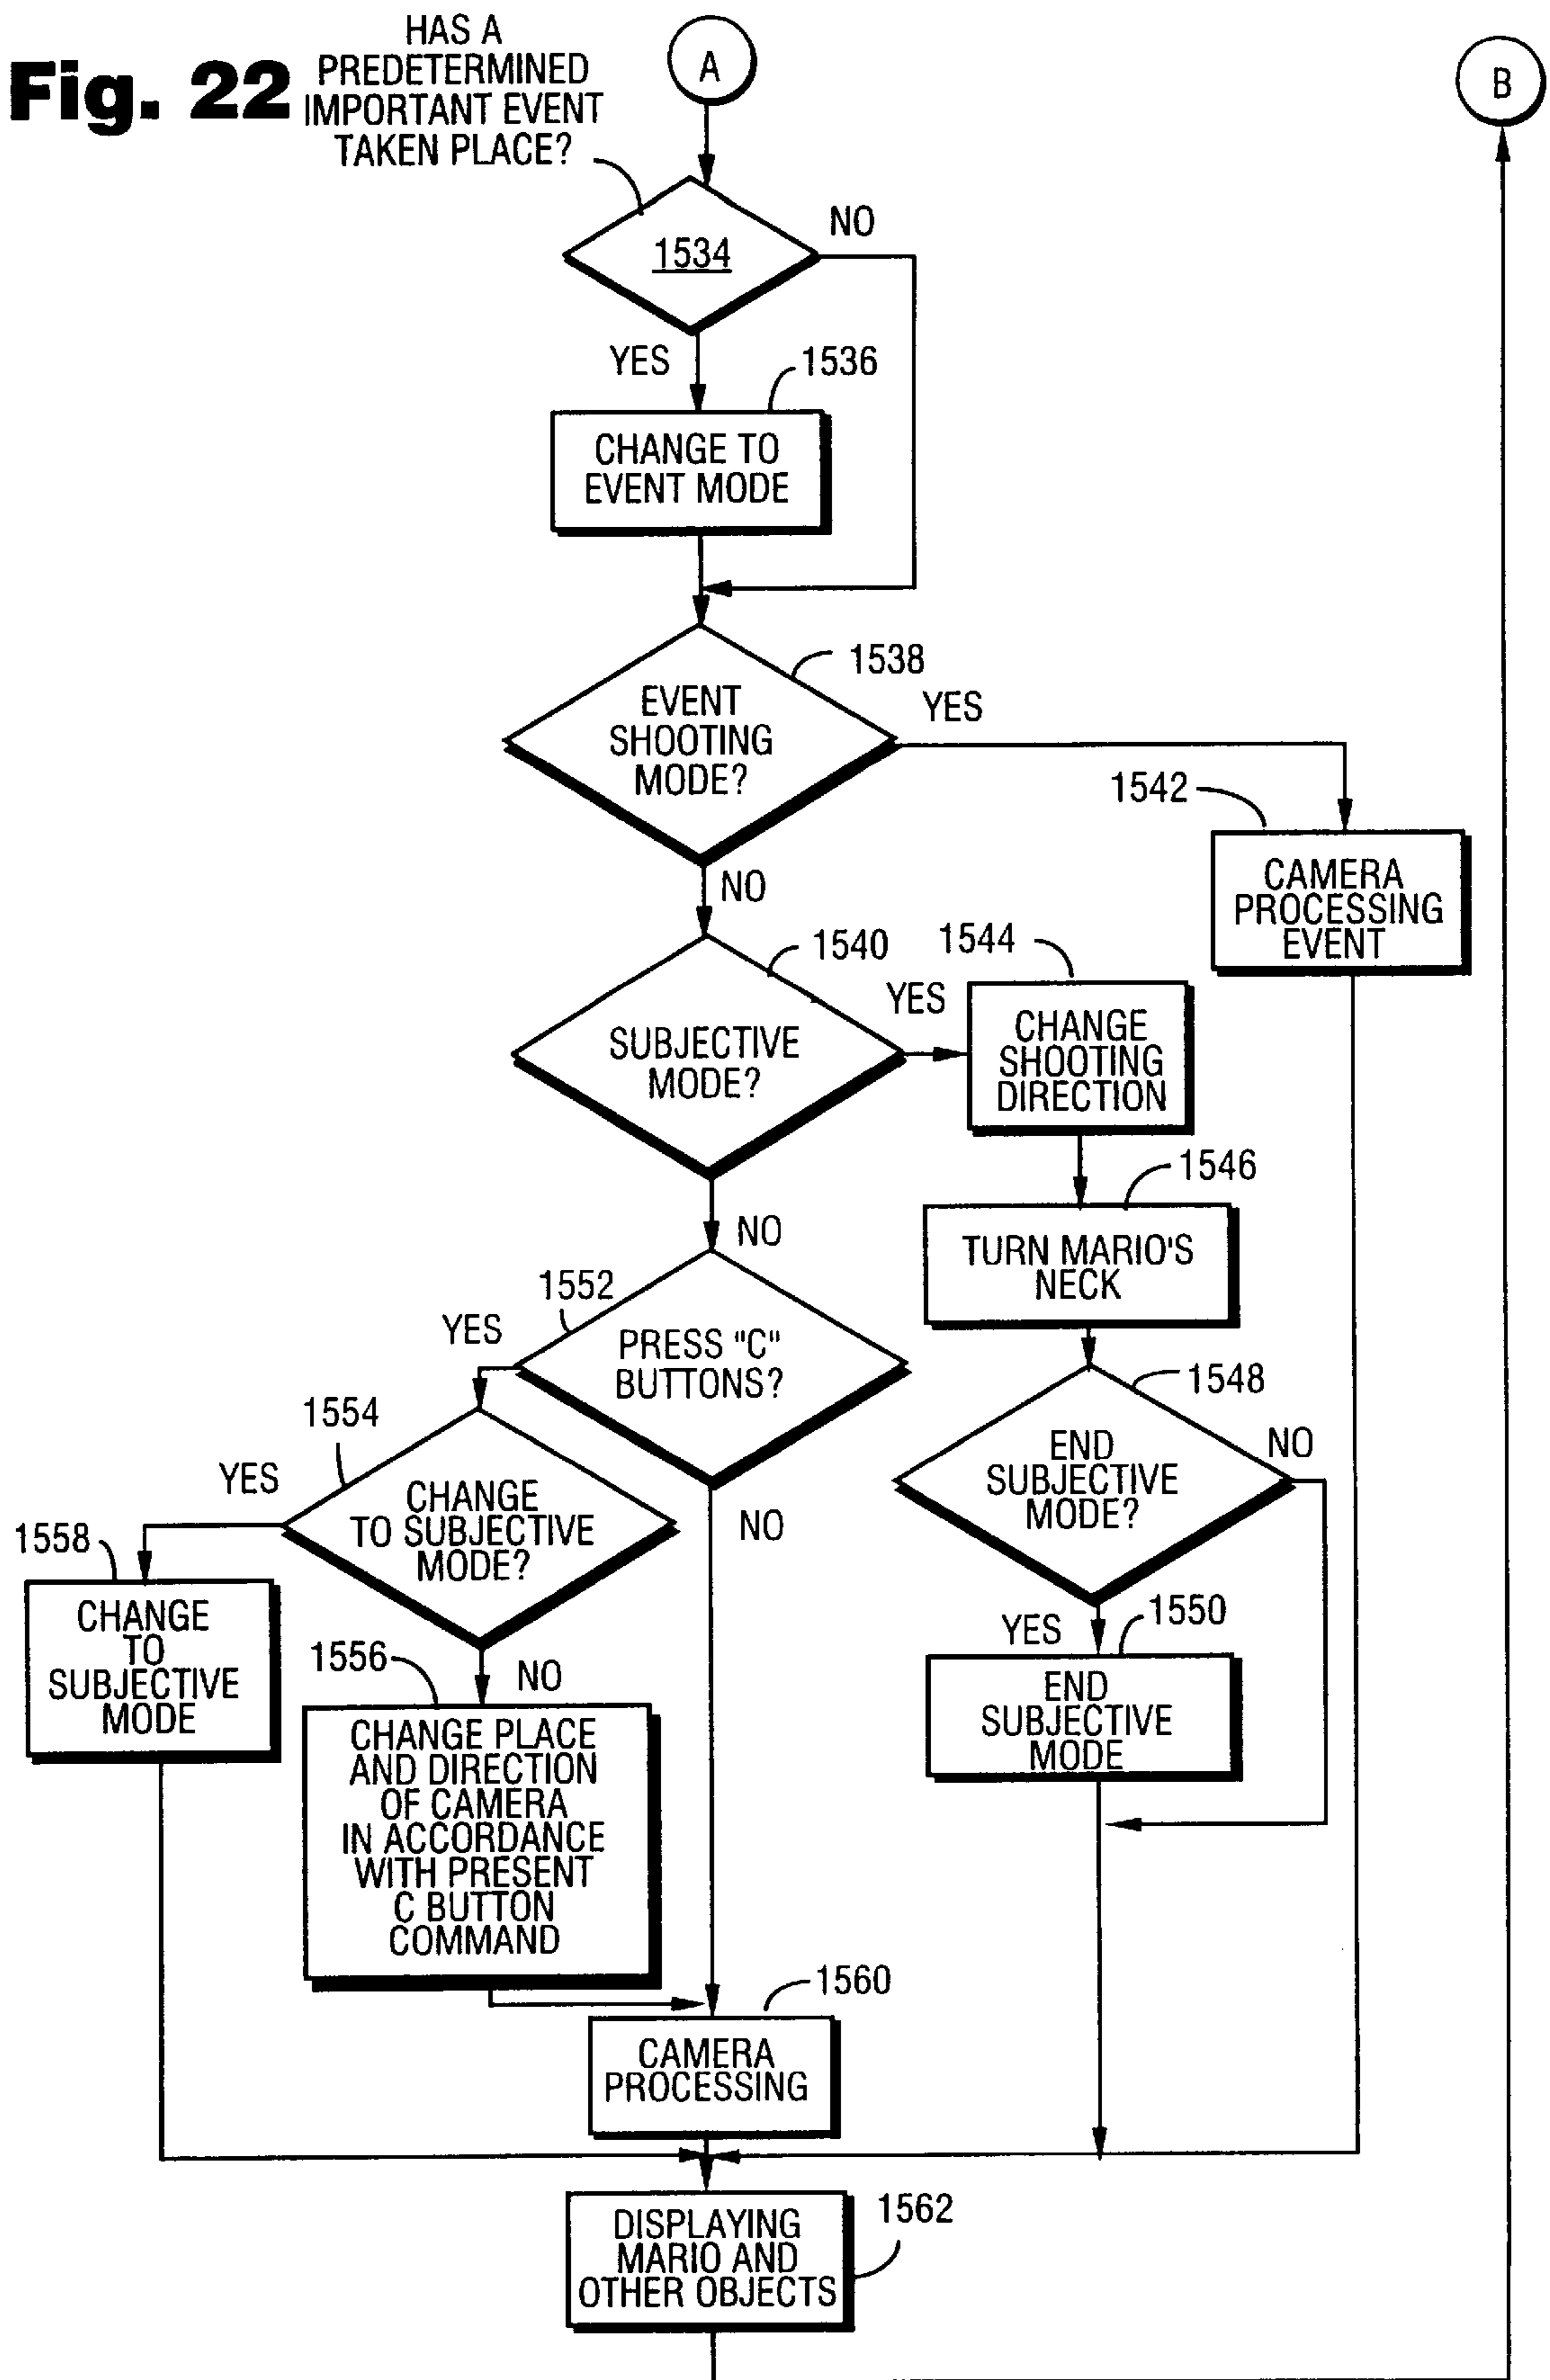 Fig. 22
HAS A
PREDETERMINED
IMPORTANT EVENT
TAKEN PLACE?
A
B
1534
NO
YES
1536
CHANGE TO
EVENT MODE
1538
EVENT
SHOOTING
MODE?
YES
1542
CAMERA
PROCESSING
EVENT
NO
1540
SUBJECTIVE
MODE?
YES
1544
CHANGE
SHOOTING
DIRECTION
1546
TURN MARIO'S
NECK
NO
1552
PRESS "C"
BUTTONS?
YES
1554
CHANGE
TO SUBJECTIVE
MODE?
YES
1558
CHANGE
TO
SUBJECTIVE
MODE
NO
1548
END
SUBJECTIVE
MODE?
NO
YES
1550
END
SUBJECTIVE
MODE
1556
NO
CHANGE PLACE
AND DIRECTION
OF CAMERA
IN ACCORDANCE
WITH PRESENT
C BUTTON
COMMAND
1560
CAMERA
PROCESSING
1562
DISPLAYING
MARIO AND
OTHER OBJECTS